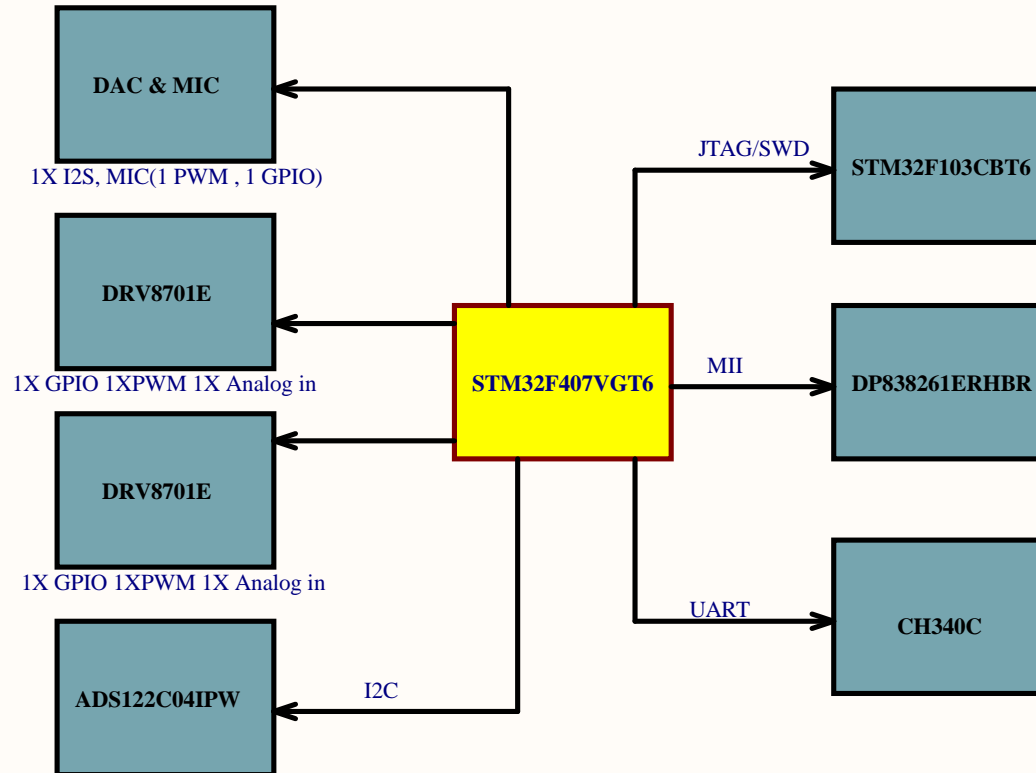 DAC & MIC
1X I2S, MIC(1 PWM , 1 GPIO)
DRV8701E
1X GPIO 1XPWM 1X Analog in
DRV8701E
1X GPIO 1XPWM 1X Analog in
ADS122C04IPW
I2C
STM32F407VGT6
JTAG/SWD
STM32F103CBT6
MII
DP838261ERHBR
UART
CH340C